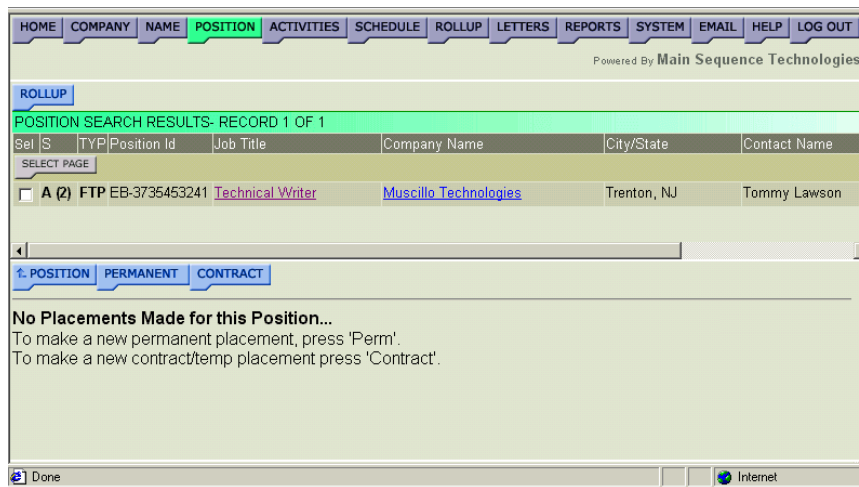 HOME COMPANY NAME POSITION ACTIVITIES SCHEDULE ROLLUP LETTERS REPORTS SYSTEM EMAIL HELP LOG OUT
Powered By Main Sequence Technologies
ROLLUP
POSITION SEARCH RESULTS- RECORD 1 OF 1
Sel S TYP Position Id Job Title Company Name City/State Contact Name
SELECT PAGE
A (2) FTP EB-3735453241 Technical Writer Muscillo Technologies Trenton, NJ Tommy Lawson
POSITION PERMANENT CONTRACT
No Placements Made for this Position...
To make a new permanent placement, press 'Perm'.
To make a new contract/temp placement press 'Contract'.
Done Internet